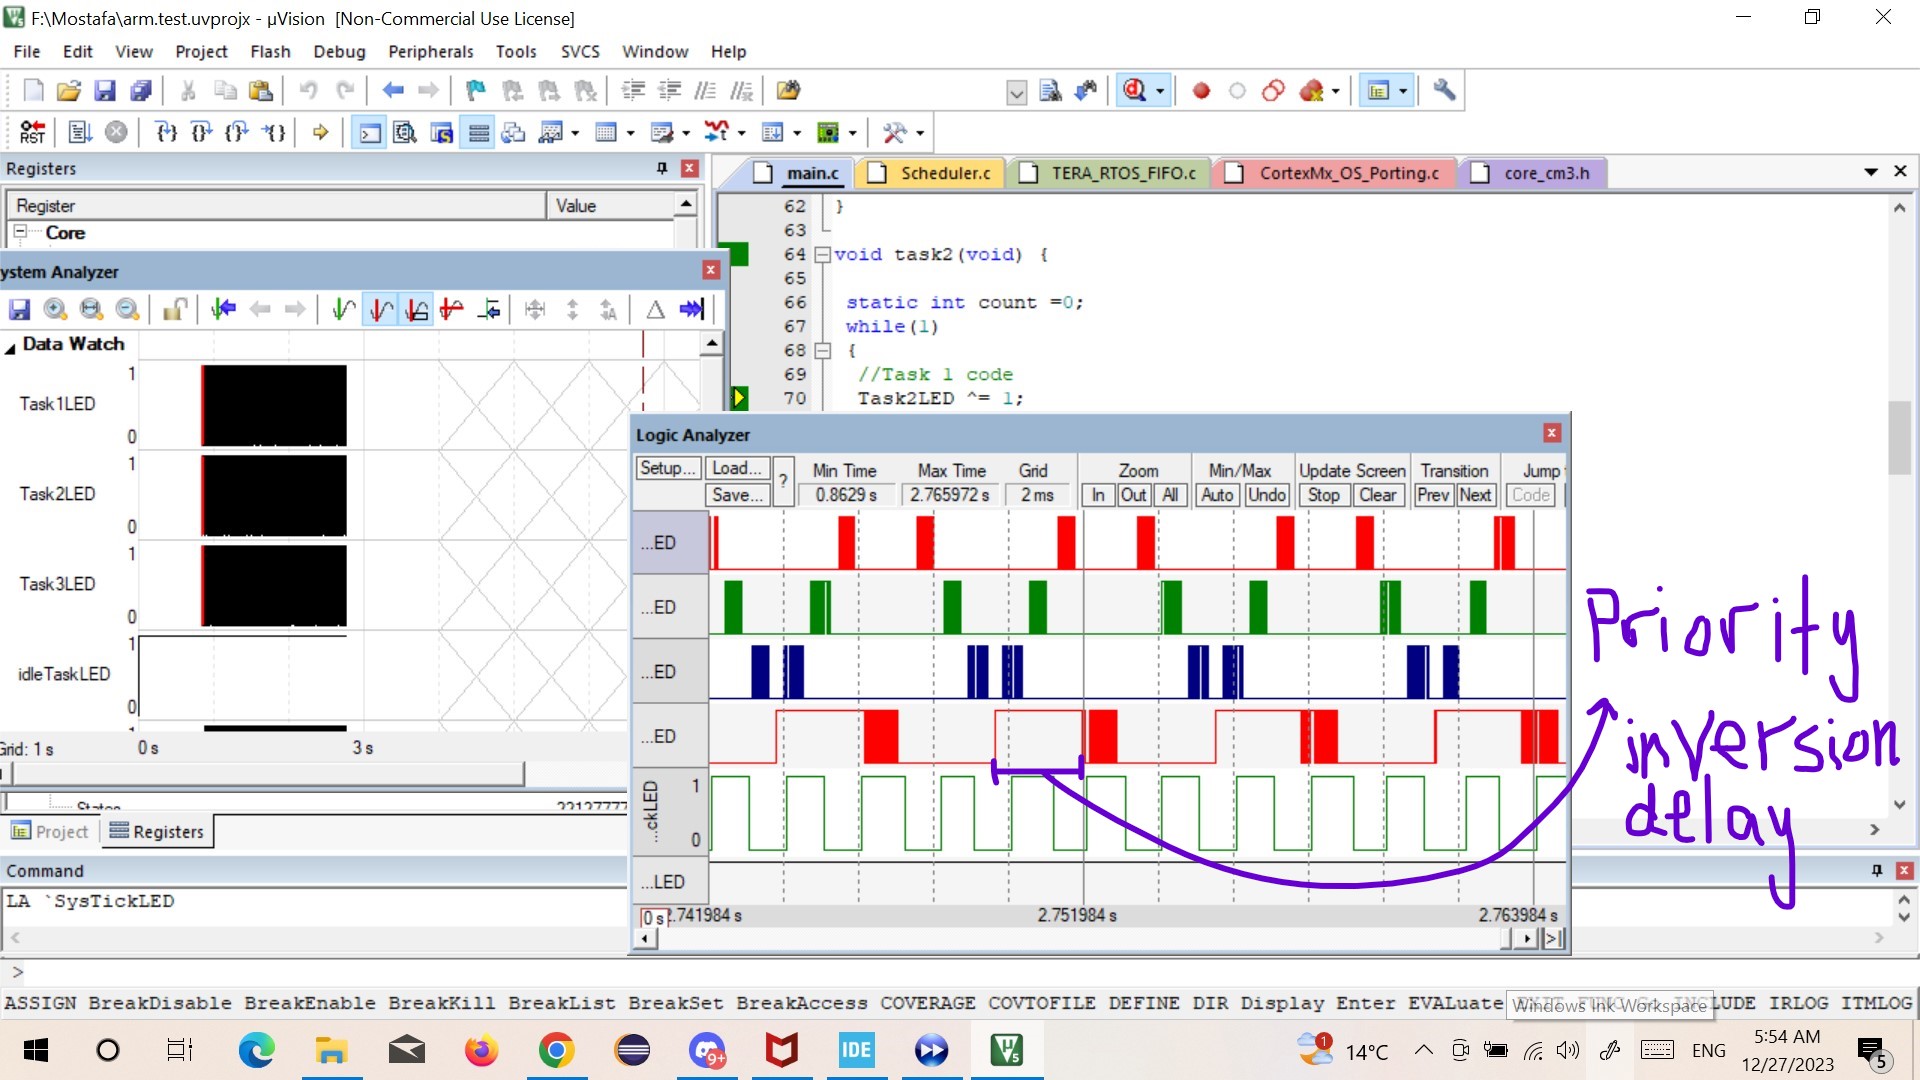 F:\Mostafa\arm.test.uvprojx - µVision [Non-Commercial Use License]
File Edit View Project Flash Debug Peripherals Tools SVCS Window Help
RST
Registers
Register Value
Core
ystem Analyzer
Data Watch
Task1LED
1
0
Task2LED
1
0
Task3LED
1
0
idleTaskLED
1
0
Grid: 1 s 0 s 3 s
States
Project Registers
main.c Scheduler.c TERA_RTOS_FIFO.c CortexMx_OS_Porting.c core_cm3.h
62 }
63
64 void task2(void) {
65
66 static int count =0;
67 while(1)
68 {
69 //Task 1 code
70 Task2LED ^= 1;
Logic Analyzer
Setup... Load... ? Min Time Max Time Grid Zoom Min/Max Update Screen Transition Jump
Save... 0.8629 s 2.765972 s 2 ms In Out All Auto Undo Stop Clear Prev Next Code
...ED
...ED
...ED
...ED
...ckLED
1
0
...LED
0 s 2.741984 s 2.751984 s 2.763984 s
Priority
inversion
delay
Command
LA `SysTickLED
>
ASSIGN BreakDisable BreakEnable BreakKill BreakList BreakSet BreakAccess COVERAGE COVTOFILE DEFINE DIR Display Enter EVALuate
Windows Ink Workspace
LUDE IRLOG ITMLOG
9+ IDE 1 14°C ENG 5:54 AM
12/27/2023 5